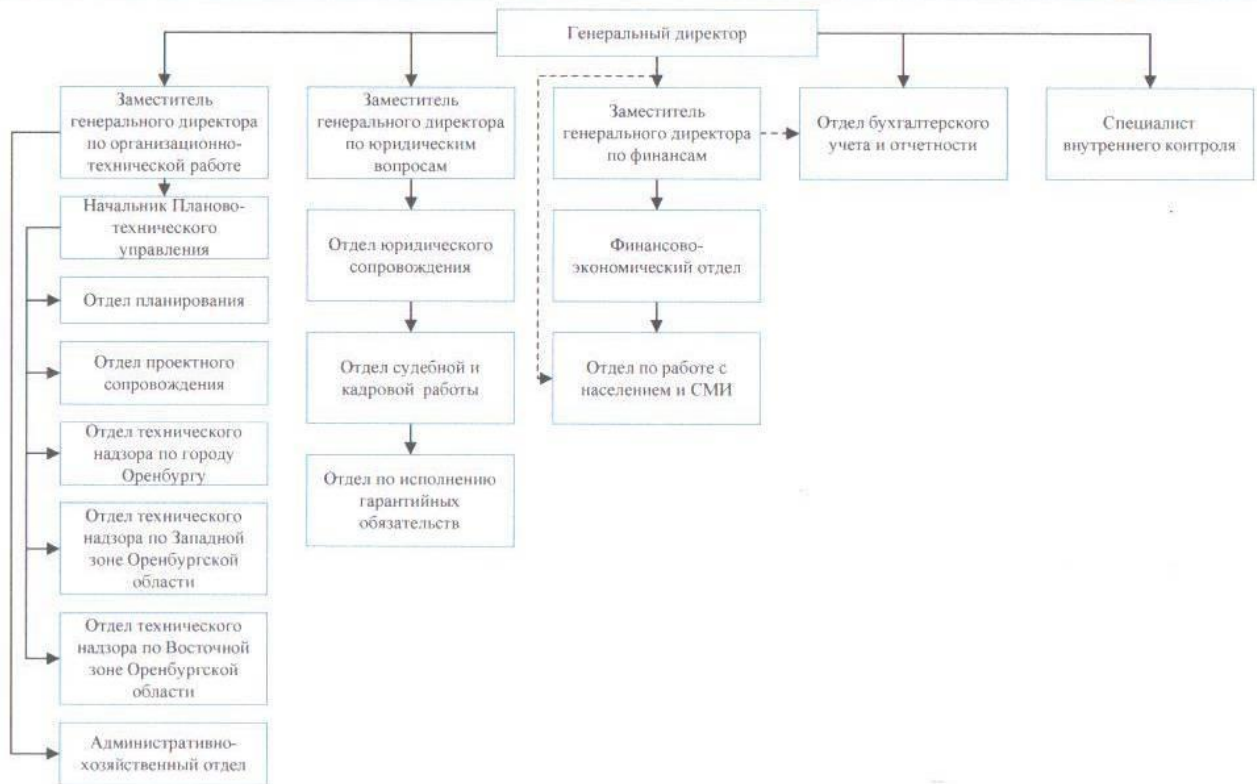 Генеральный директор
Заместитель
генерального директора
по организационно-
технической работе
Заместитель
генерального директора
по юридическим
вопросам
Заместитель
генерального директора
по финансам
Отдел бухгалтерского
учета и отчетности
Специалист
внутреннего контроля
Начальник Планово-
технического
управления
Отдел планирования
Отдел проектного
сопровождения
Отдел технического
надзора по городу
Оренбургу
Отдел технического
надзора по Западной
зоне Оренбургской
области
Отдел технического
надзора по Восточной
зоне Оренбургской
области
Административно-
хозяйственный отдел
Отдел юридического
сопровождения
Отдел судебной и
кадровой работы
Отдел по исполнению
гарантийных
обязательств
Финансово-
экономический отдел
Отдел по работе с
населением и СМИ